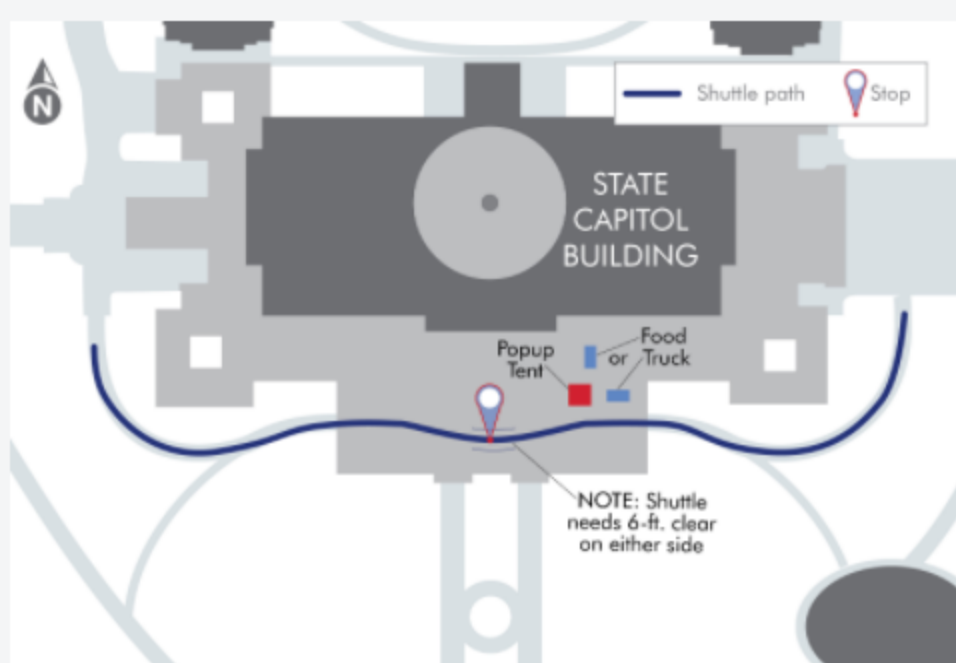 N
Shuttle path
Stop
STATE
CAPITOL
BUILDING
Popup
Tent
or
Food
Truck
NOTE: Shuttle
needs 6-ft. clear
on either side